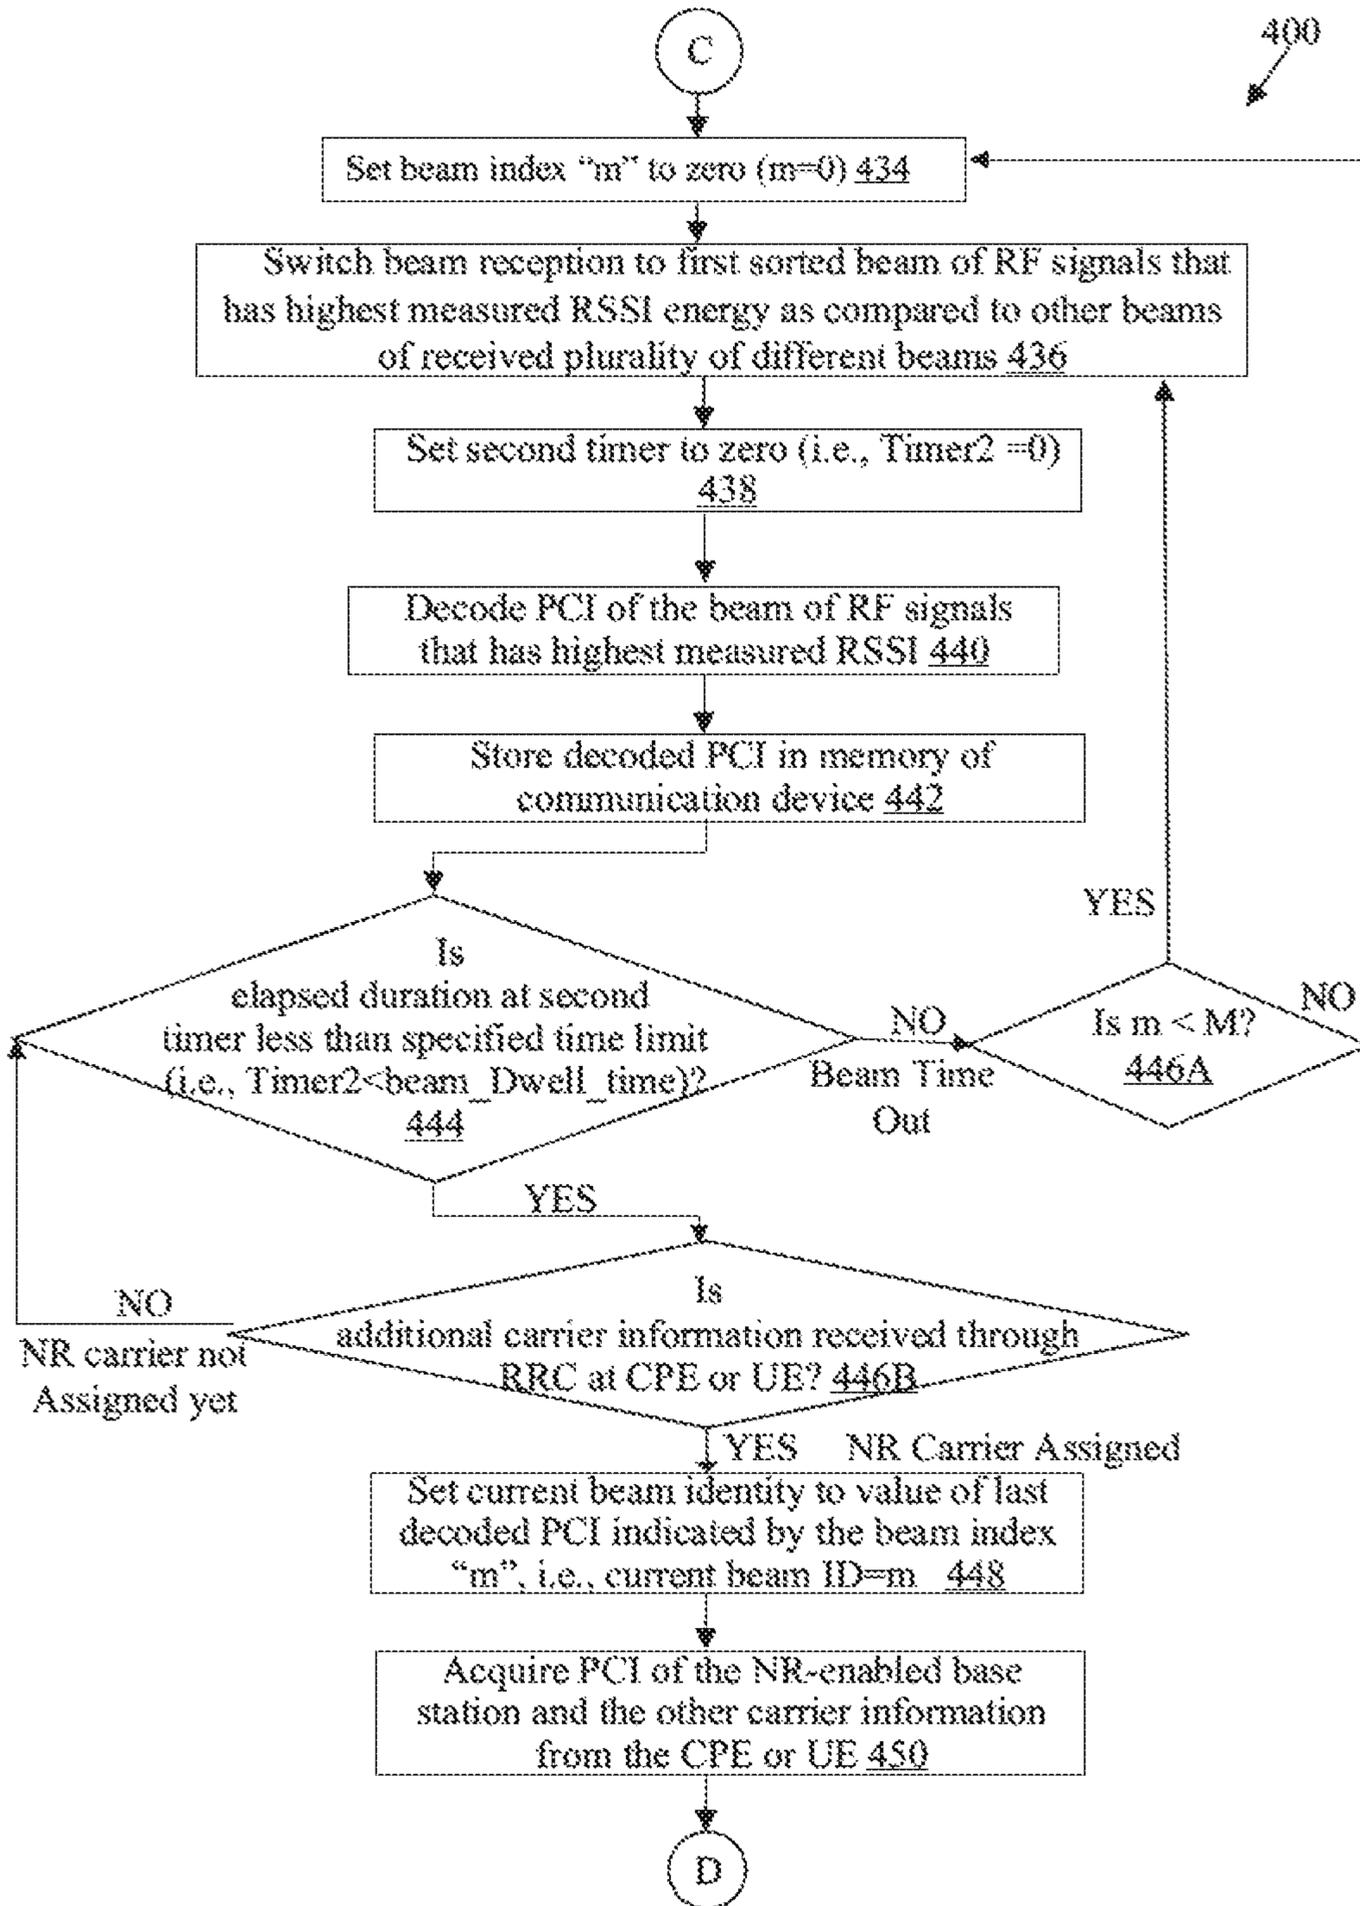 C
400
Set beam index “m” to zero (m=0) 434
Switch beam reception to first sorted beam of RF signals that
has highest measured RSSI energy as compared to other beams
of received plurality of different beams 436
Set second timer to zero (i.e., Timer2 =0)
438
Decode PCI of the beam of RF signals
that has highest measured RSSI 440
Store decoded PCI in memory of
communication device 442
Is
elapsed duration at second
timer less than specified time limit
(i.e., Timer2<beam_Dwell_time)?
444
NO
Beam Time
Out
YES
Is m < M?
446A
NO
YES
Is
additional carrier information received through
RRC at CPE or UE? 446B
NO
NR carrier not
Assigned yet
YES NR Carrier Assigned
Set current beam identity to value of last
decoded PCI indicated by the beam index
“m”, i.e., current beam ID=m 448
Acquire PCI of the NR-enabled base
station and the other carrier information
from the CPE or UE 450
D